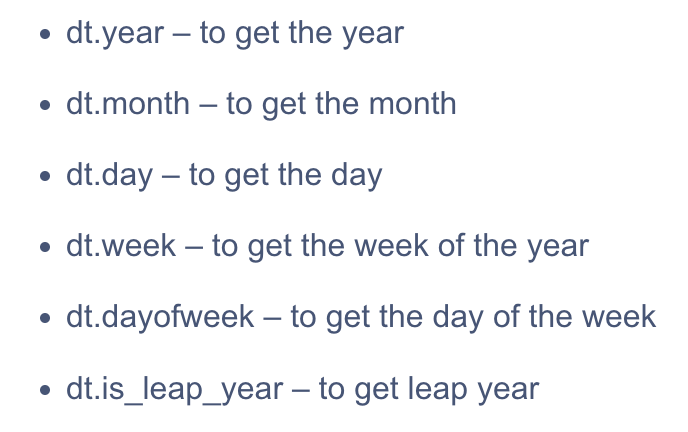 • dt.year – to get the year
• dt.month – to get the month
• dt.day – to get the day
• dt.week – to get the week of the year
• dt.dayofweek – to get the day of the week
• dt.is_leap_year – to get leap year